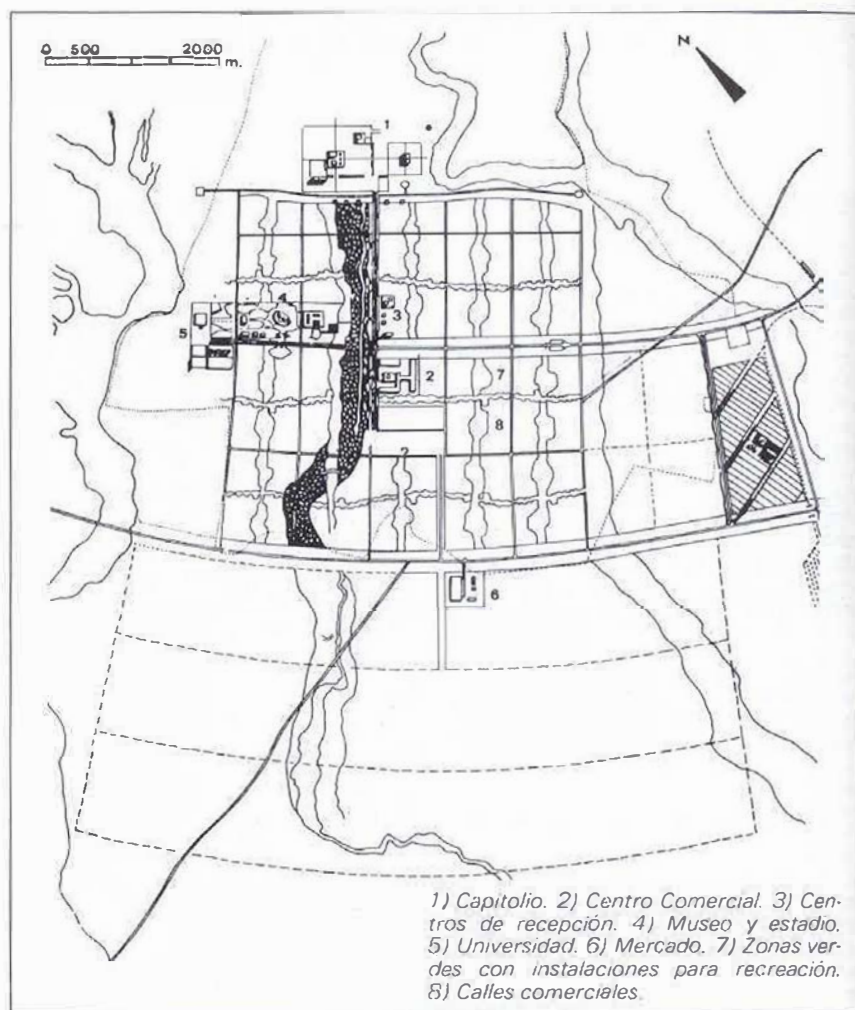 0 500 2000
m.
N
1
4
5
3
2
7
8
6
1) Capitolio. 2) Centro Comercial. 3) Cen-
tros de recepción. 4) Museo y estadio.
5) Universidad. 6) Mercado. 7) Zonas ver-
des con instalaciones para recreación.
8) Calles comerciales.